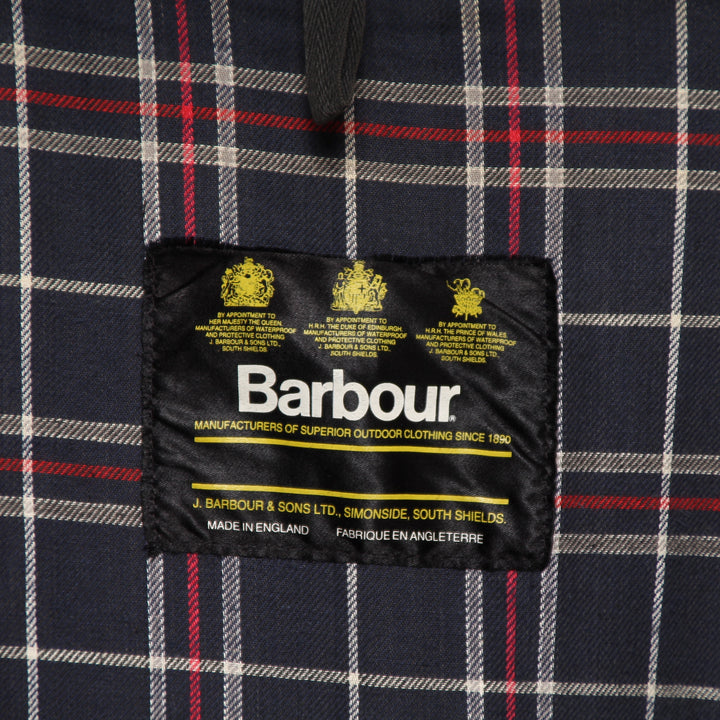 BY APPOINTMENT TO
HER MAJESTY THE QUEEN,
MANUFACTURERS OF WATERPROOF
AND PROTECTIVE CLOTHING
J. BARBOUR & SONS LTD.,
SOUTH SHIELDS.
BY APPOINTMENT TO
H.R.H. THE DUKE OF EDINBURGH,
MANUFACTURERS OF WATERPROOF
AND PROTECTIVE CLOTHING
J. BARBOUR & SONS LTD.,
SOUTH SHIELDS.
BY APPOINTMENT TO
H.R.H. THE PRINCE OF WALES,
MANUFACTURERS OF WATERPROOF
AND PROTECTIVE CLOTHING
J. BARBOUR & SONS LTD.,
SOUTH SHIELDS.
Barbour
MANUFACTURERS OF SUPERIOR OUTDOOR CLOTHING SINCE 1890
J. BARBOUR & SONS LTD., SIMONSIDE, SOUTH SHIELDS.
MADE IN ENGLAND FABRIQUE EN ANGLETERRE